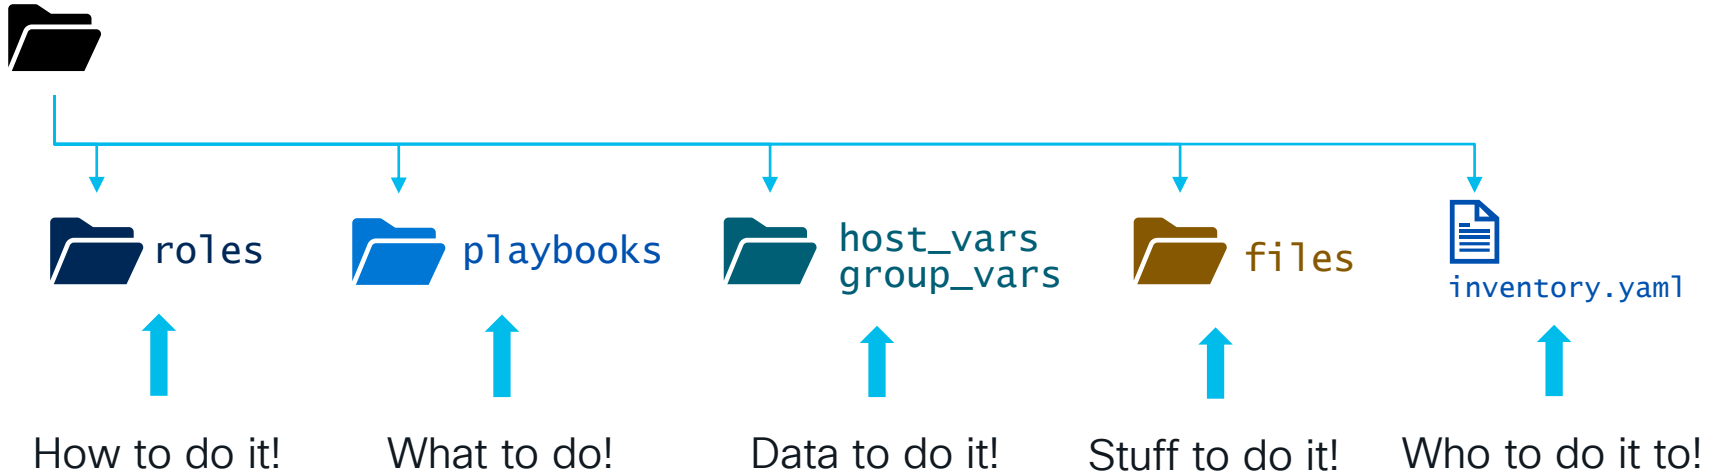 roles
playbooks
host_vars
group_vars
files
inventory.yaml
How to do it!
What to do!
Data to do it!
Stuff to do it!
Who to do it to!